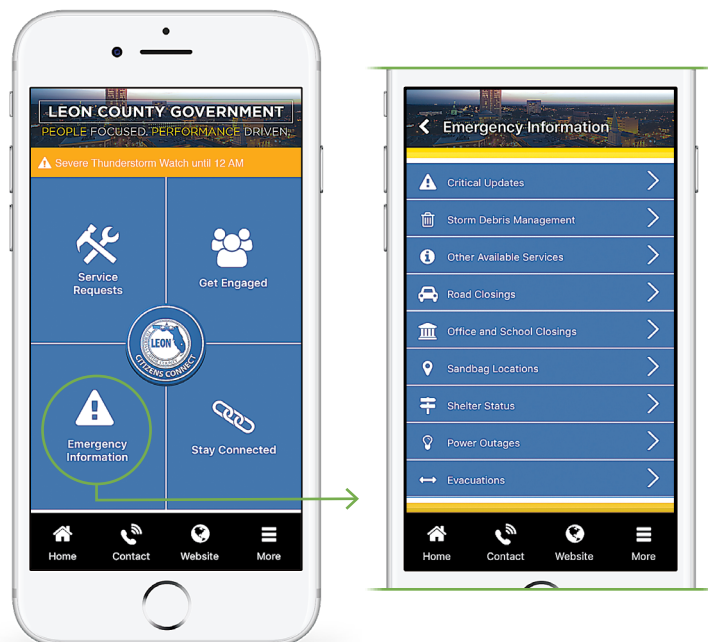 LEON COUNTY GOVERNMENT
PEOPLE FOCUSED. PERFORMANCE DRIVEN.
Severe Thunderstorm Watch until 12 AM
Service
Requests
Get Engaged
LEON
CITIZENS CONNECT
Emergency
Information
Stay Connected
Home Contact Website More
Emergency Information
Critical Updates
Storm Debris Management
Other Available Services
Road Closings
Office and School Closings
Sandbag Locations
Shelter Status
Power Outages
Evacuations
Home Contact Website More